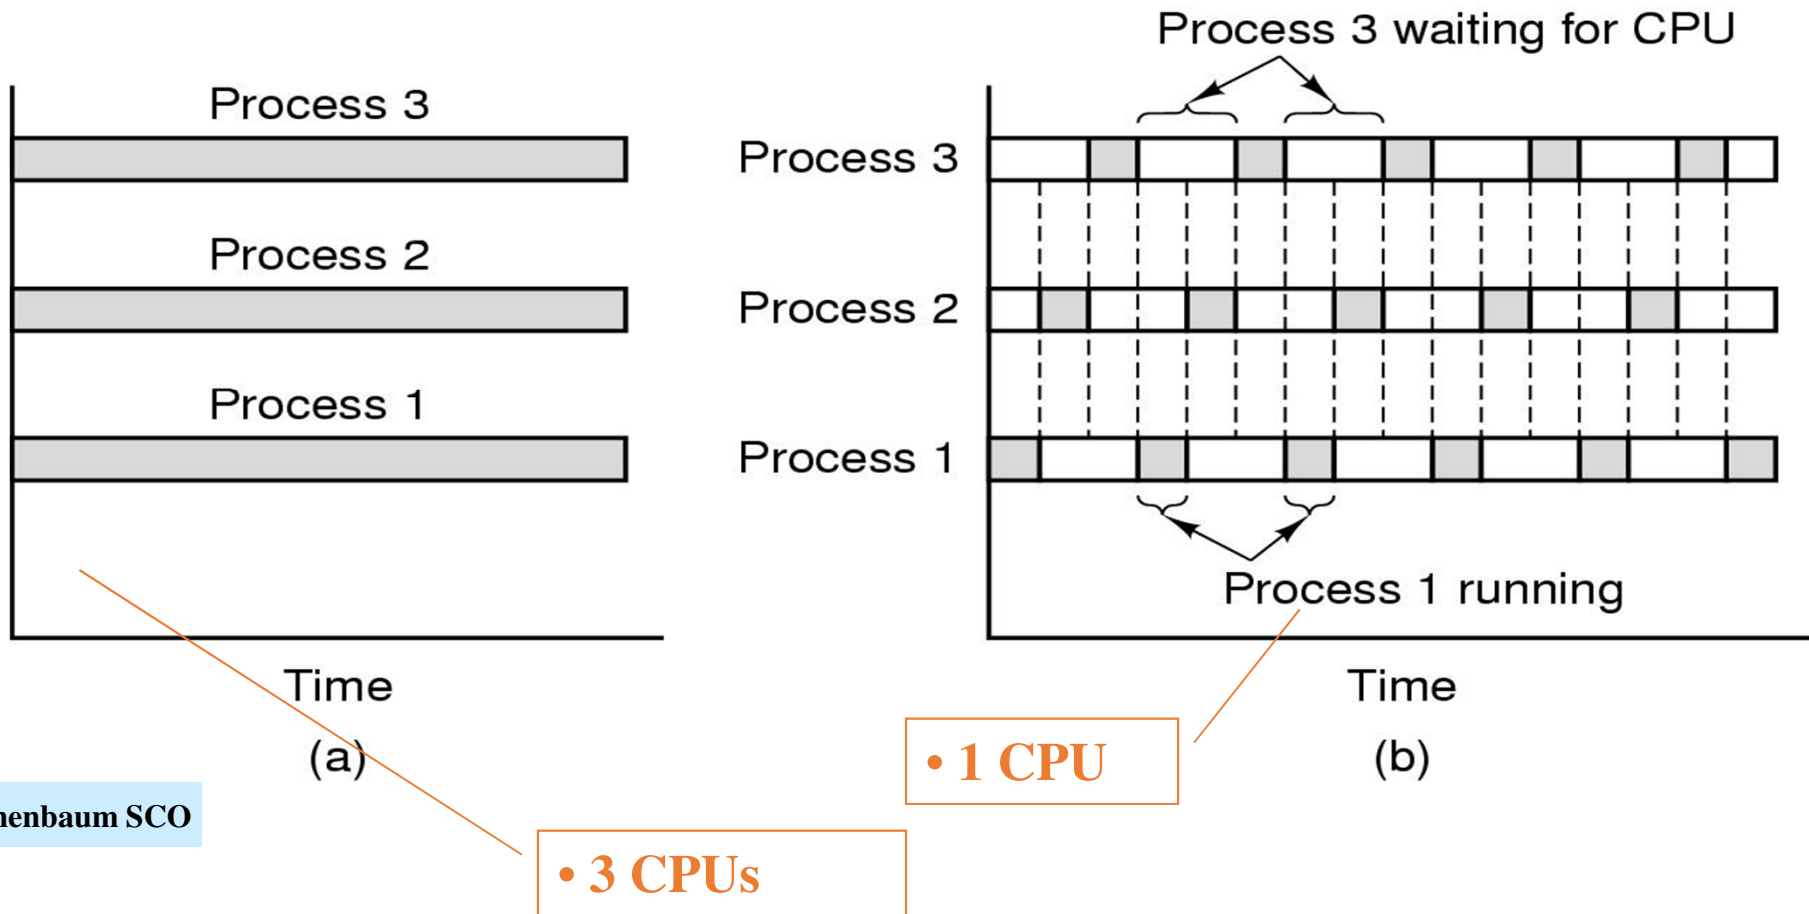 Process 3 waiting for CPU
Process 3
Process 2
Process 1
Time
(a)
Process 3
Process 2
Process 1
Process 1 running
Time
(b)
• 1 CPU
• 3 CPUs
SCO